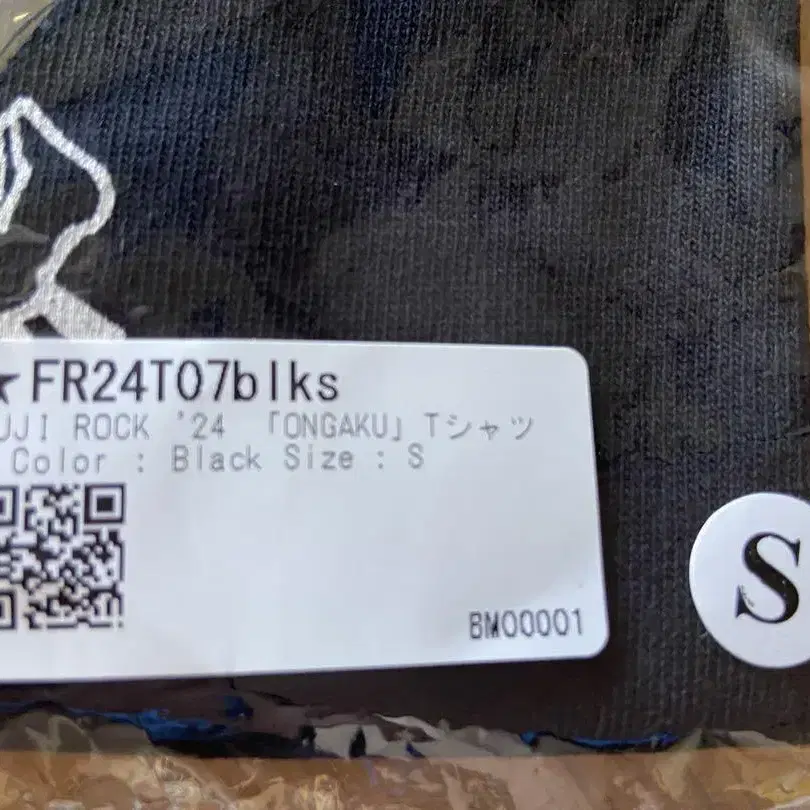 ★FR24T07blks
UJI ROCK '24 「ONGAKU」Tシャツ
Color : Black Size : S
BM00001
S